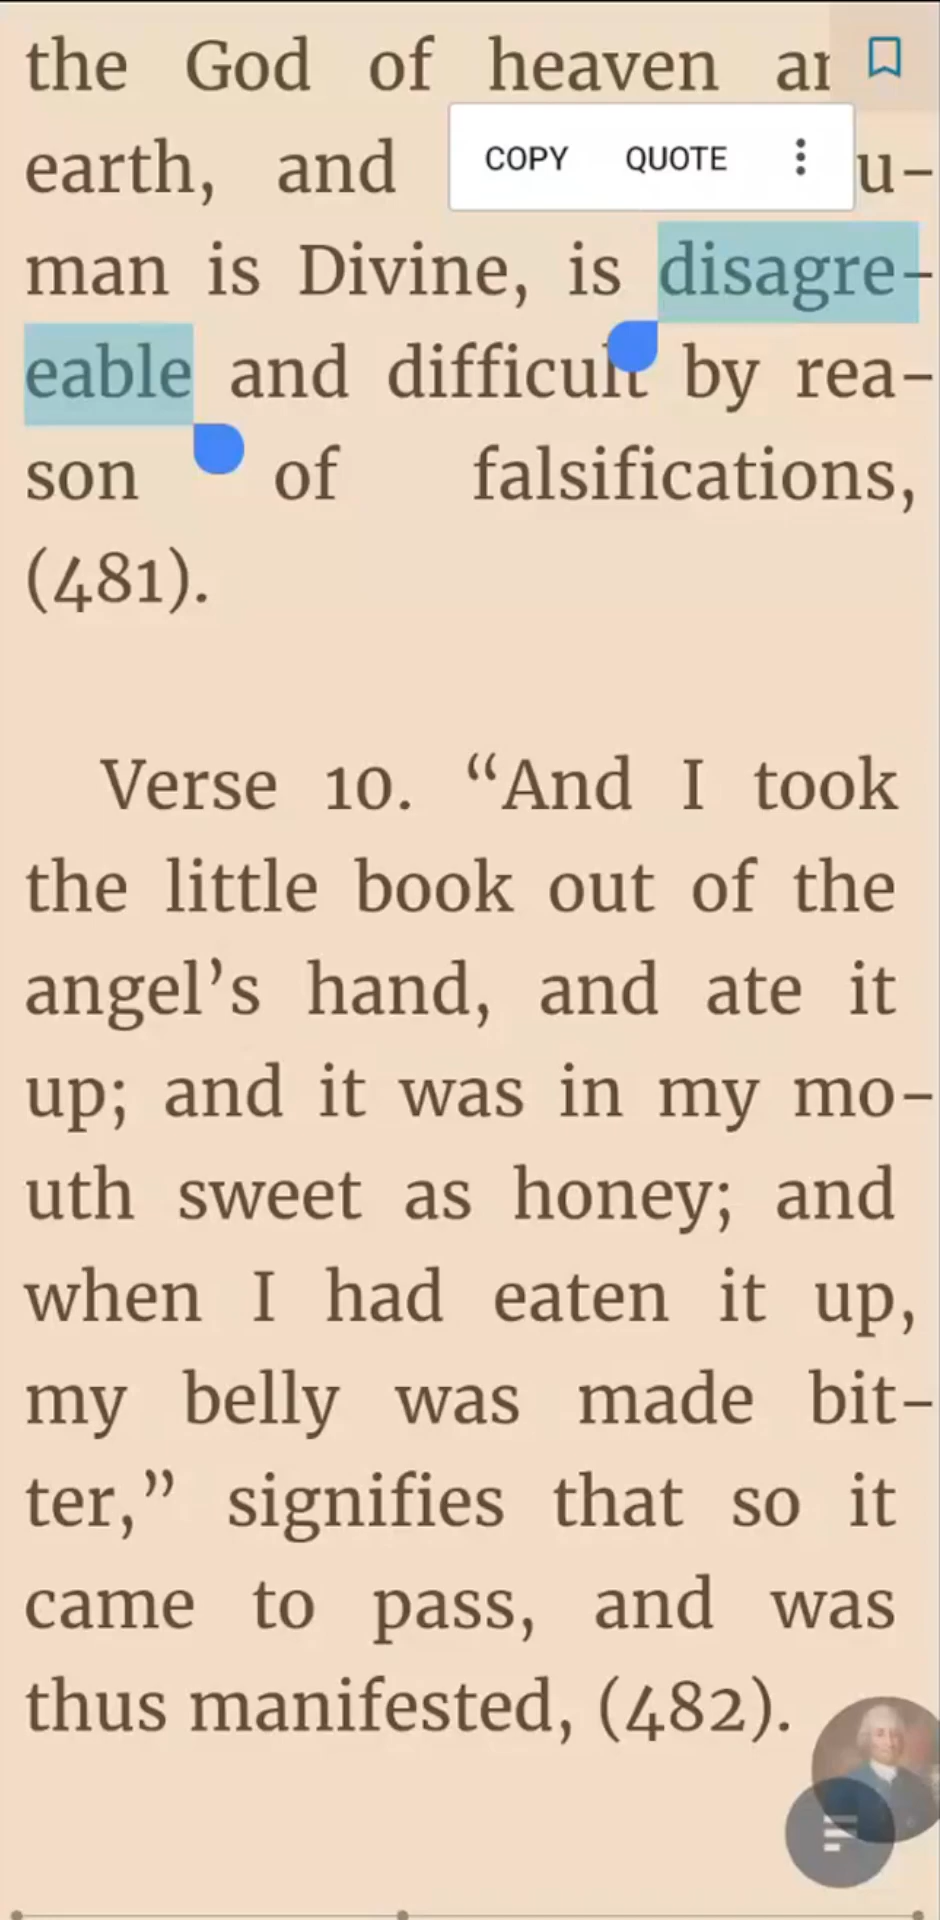 the God of heaven
COPY QUOTE
earth, and u-
man is Divine, is disagre-
eable and difficult by rea-
son of falsifications,
(481).
Verse 10. “And I took
the little book out of the
angel’s hand, and ate it
up; and it was in my mo-
uth sweet as honey; and
when I had eaten it up,
my belly was made bit-
ter,” signifies that so it
came to pass, and was
thus manifested, (482).